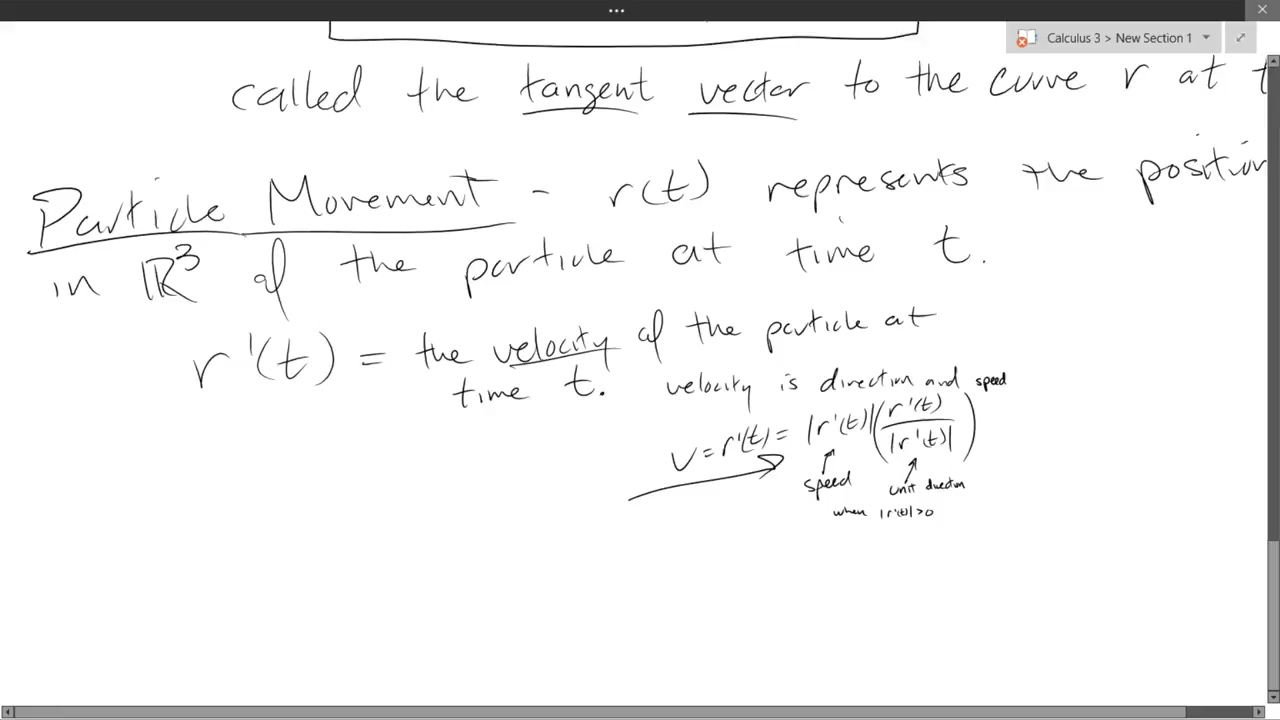 Calculus 3 > New Section 1
called the tangent vector to the curve r at t
Particle Movement - r(t) represents the position
in ℝ³ of the particle at time t.
r'(t) = the velocity of the particle at
time t.
velocity is direction and speed
v = r'(t) = |r'(t)| (r'(t)/|r'(t)|)
speed
unit direction
when |r'(t)| > 0